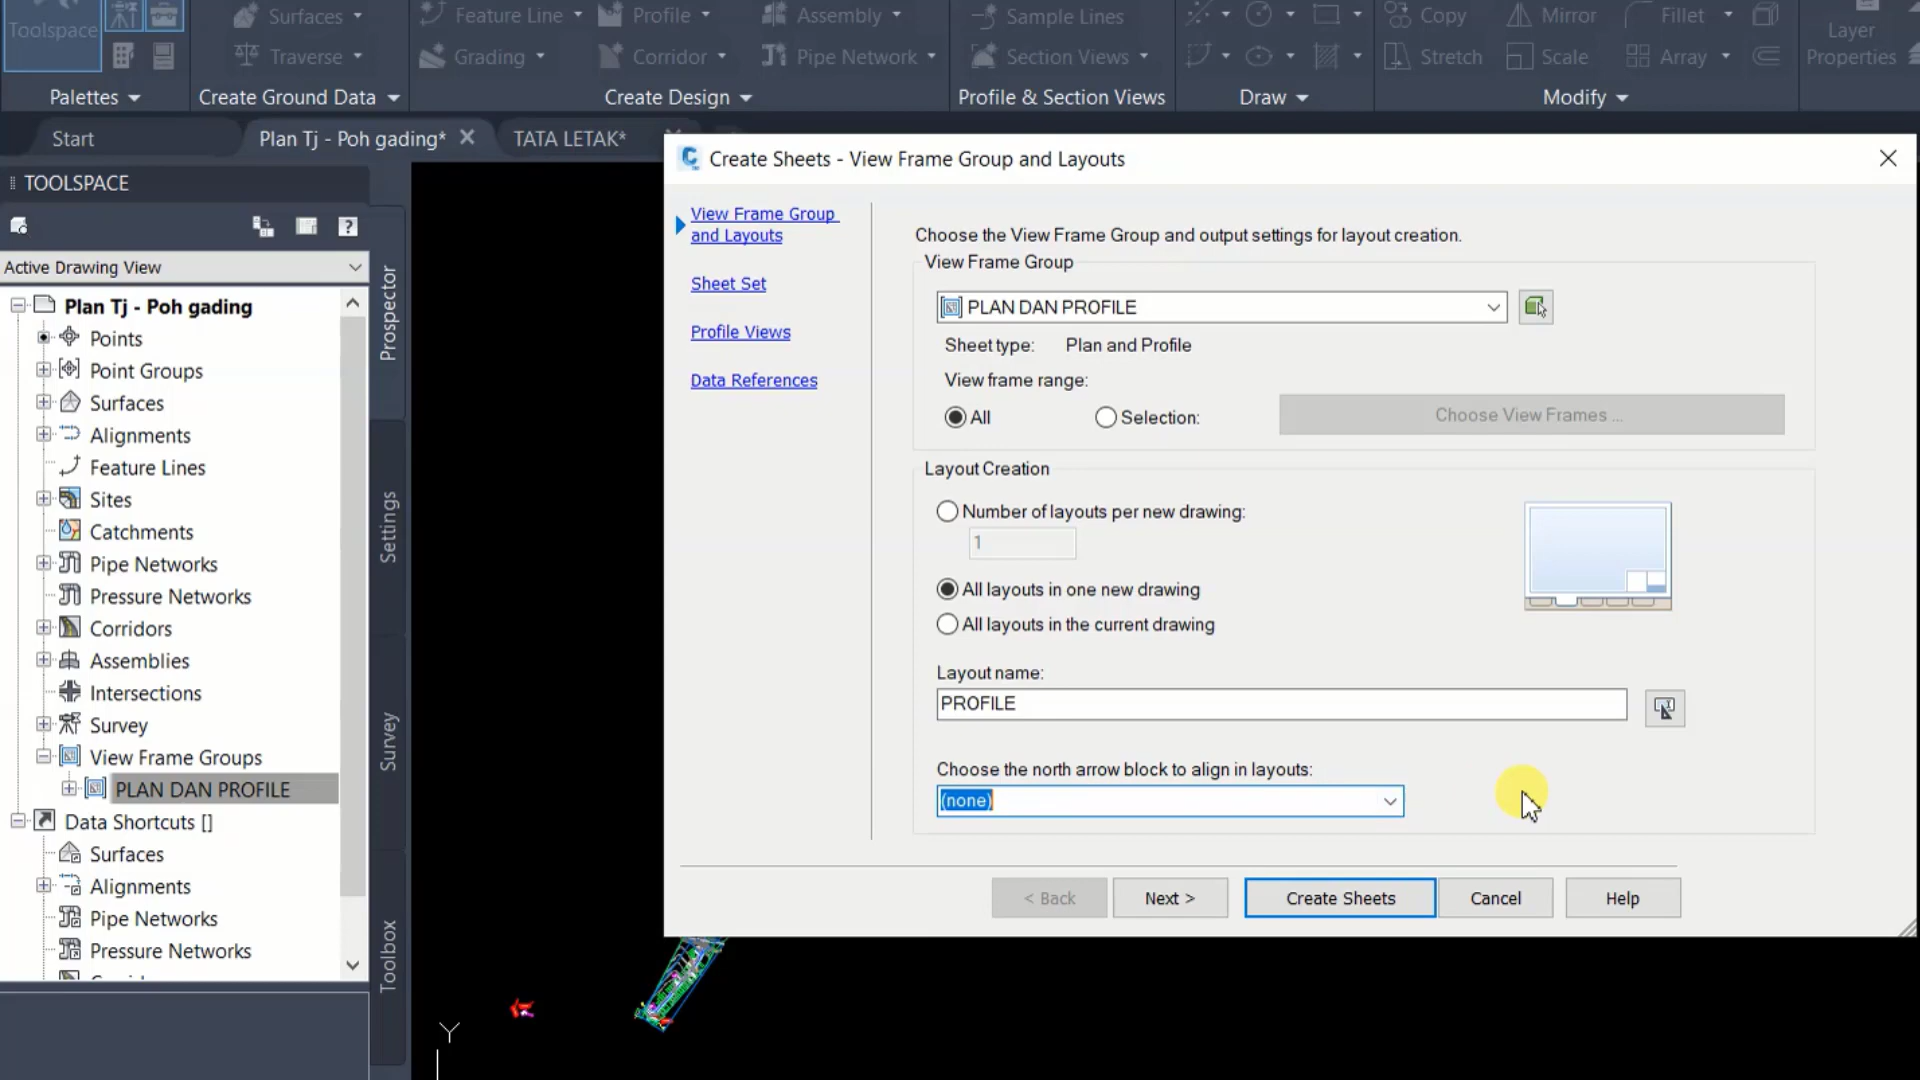 Toolspace
Surfaces
Traverse
Feature Line
Grading
Profile
Corridor
Assembly
Pipe Network
Sample Lines
Section Views
Copy
Stretch
Mirror
Scale
Fillet
Array
Layer
Properties
Palettes
Create Ground Data
Create Design
Profile & Section Views
Draw
Modify
Start
Plan Tj - Poh gading*
TATA LETAK*
TOOLSPACE
Active Drawing View
Plan Tj - Poh gading
Points
Point Groups
Surfaces
Alignments
Feature Lines
Sites
Catchments
Pipe Networks
Pressure Networks
Corridors
Assemblies
Intersections
Survey
View Frame Groups
PLAN DAN PROFILE
Data Shortcuts []
Surfaces
Alignments
Pipe Networks
Pressure Networks
Prospector
Settings
Survey
Toolbox
Create Sheets - View Frame Group and Layouts
View Frame Group
and Layouts
Sheet Set
Profile Views
Data References
Choose the View Frame Group and output settings for layout creation.
View Frame Group
PLAN DAN PROFILE
Sheet type: Plan and Profile
View frame range:
All
Selection:
Choose View Frames ...
Layout Creation
Number of layouts per new drawing:
1
All layouts in one new drawing
All layouts in the current drawing
Layout name:
PROFILE
Choose the north arrow block to align in layouts:
(none)
< Back
Next >
Create Sheets
Cancel
Help
Y